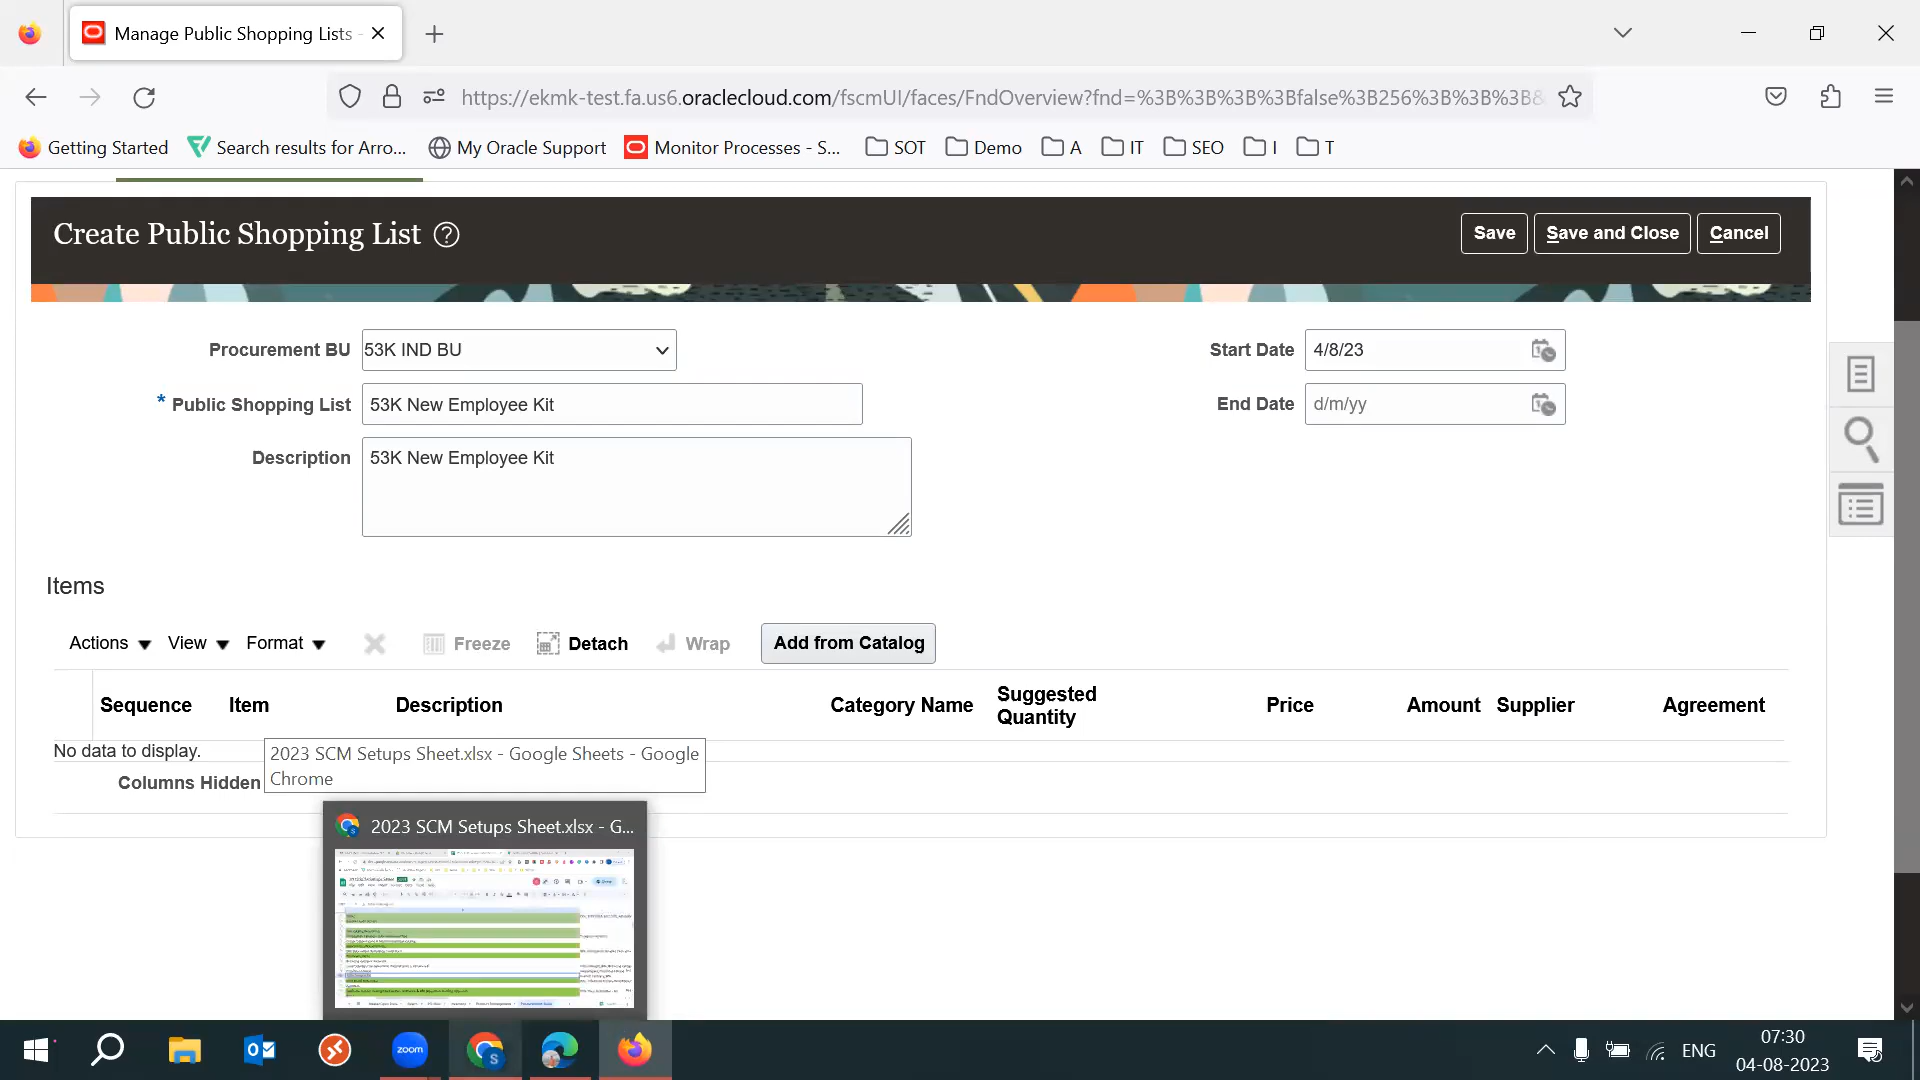 Manage Public Shopping Lists -
https://ekmk-test.fa.us6.oraclecloud.com/fscmUI/faces/FndOverview?fnd=%3B%3B%3B%3Bfalse%3B256%3B%3B%3B&
Getting Started
Search results for Arro...
My Oracle Support
Monitor Processes - S...
SOT
Demo
A
IT
SEO
I
T
Create Public Shopping List
Save
Save and Close
Cancel
Procurement BU
53K IND BU
Start Date
4/8/23
* Public Shopping List
53K New Employee Kit
End Date
d/m/yy
Description
53K New Employee Kit
Items
Actions
View
Format
Freeze
Detach
Wrap
Add from Catalog
Sequence
Item
Description
Category Name
Suggested
Quantity
Price
Amount
Supplier
Agreement
No data to display.
Columns Hidden
2023 SCM Setups Sheet.xlsx - Google Sheets - Google
Chrome
2023 SCM Setups Sheet.xlsx - G...
zoom
S
ENG
07:30
04-08-2023